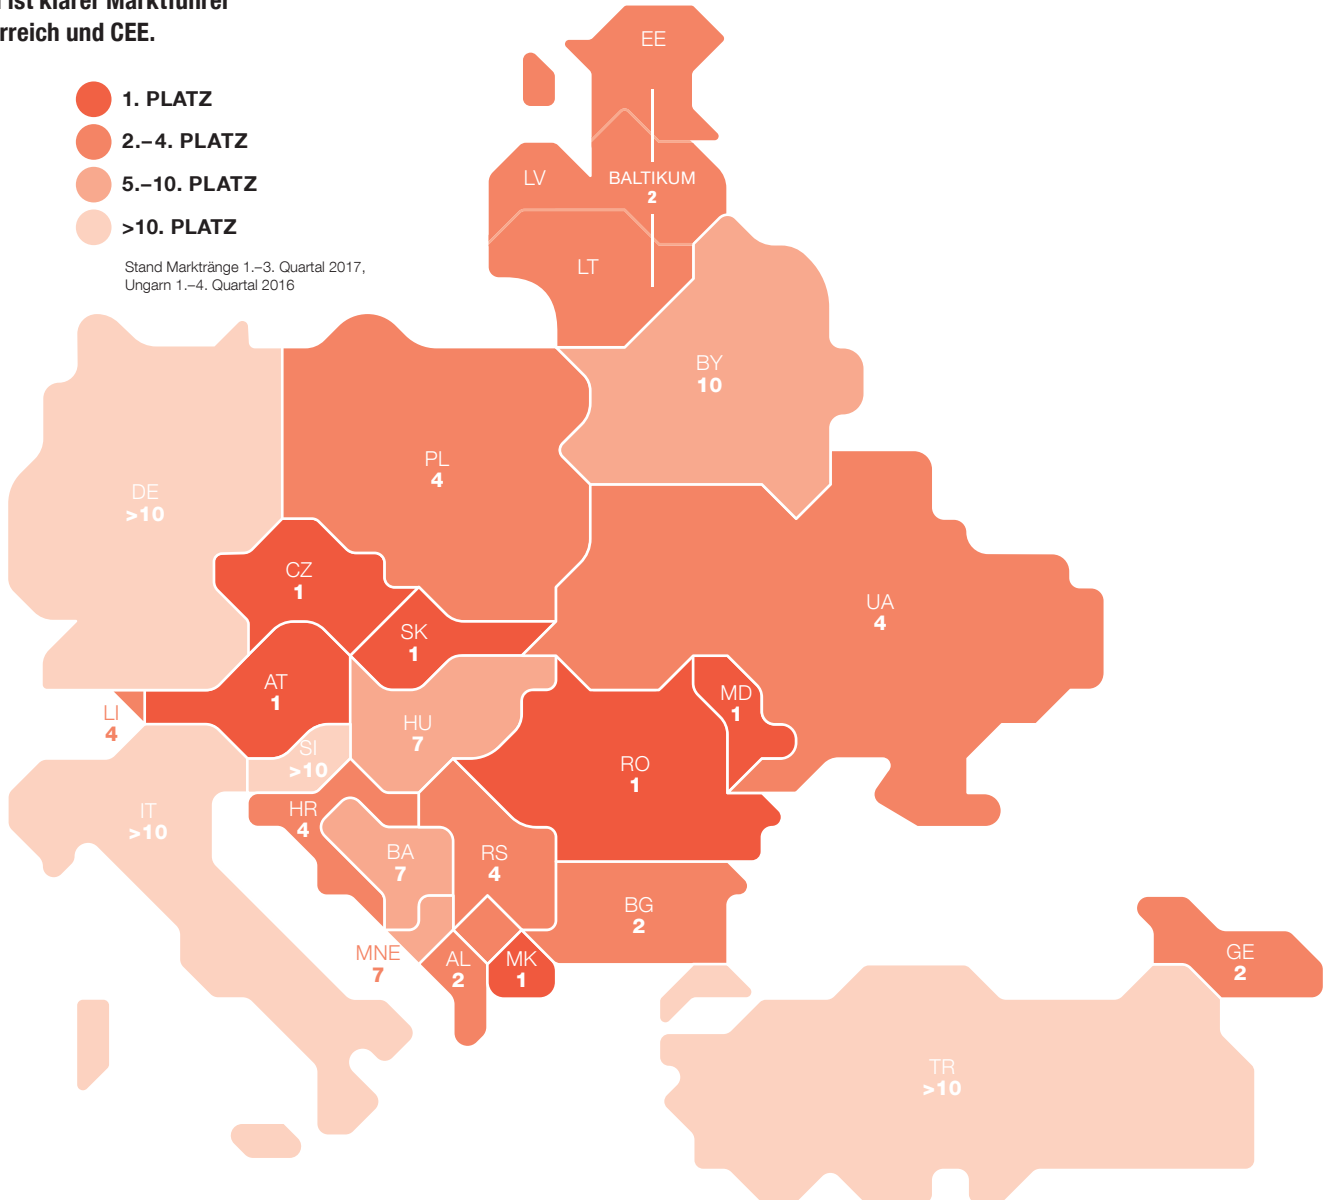 ist klarer Marktführer
rreich und CEE.
1. PLATZ
2.–4. PLATZ
5.–10. PLATZ
>10. PLATZ
Stand Marktränge 1.–3. Quartal 2017,
Ungarn 1.–4. Quartal 2016
EE
LV
BALTIKUM
2
LT
BY
10
PL
4
DE
>10
CZ
1
UA
4
SK
1
AT
1
MD
1
LI
4
HU
7
SI
>10
RO
1
HR
4
IT
>10
BA
7
RS
4
BG
2
MNE
7
AL
2
MK
1
GE
2
TR
>10